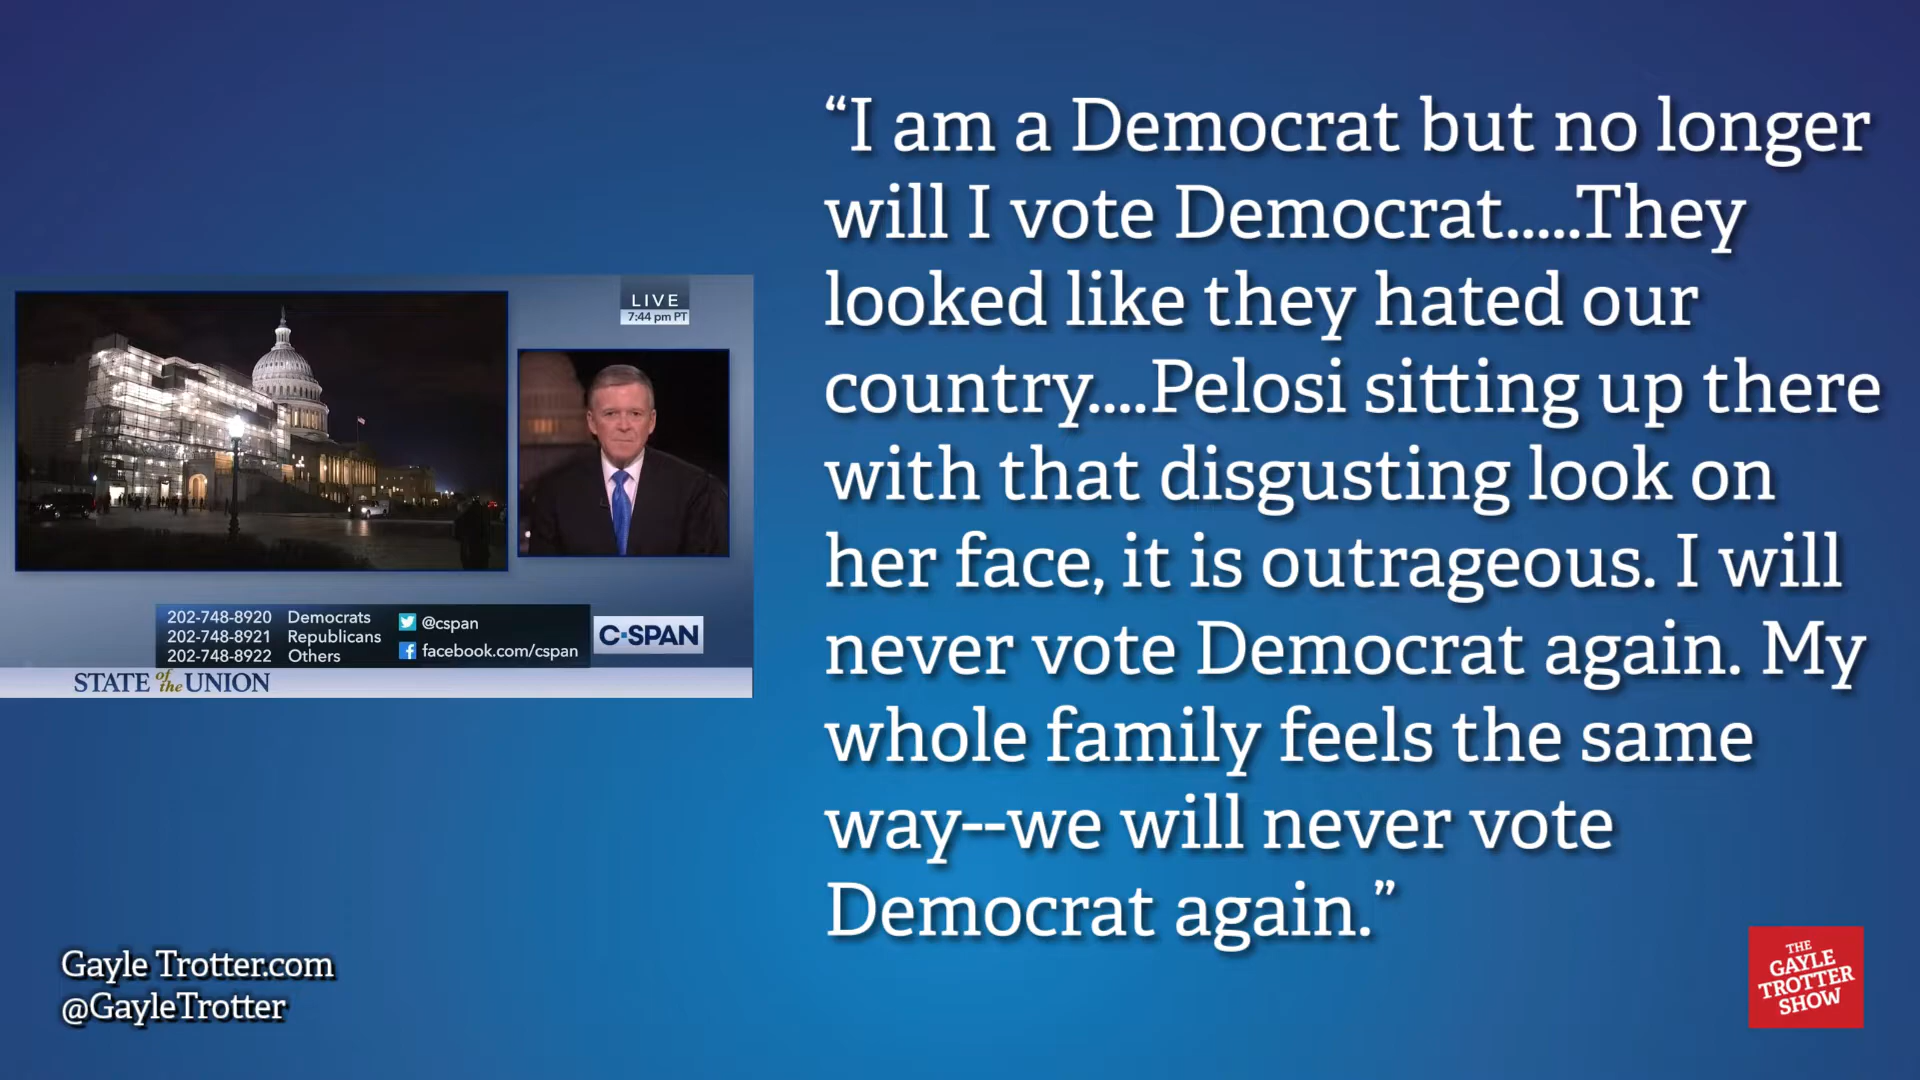 “I am a Democrat but no longer
will I vote Democrat.....They
looked like they hated our
country....Pelosi sitting up there
with that disgusting look on
her face, it is outrageous. I will
never vote Democrat again. My
whole family feels the same
way--we will never vote
Democrat again.”
LIVE
7:44 pm PT
202-748-8920 Democrats
202-748-8921 Republicans
202-748-8922 Others
@cspan
facebook.com/cspan
C-SPAN
STATE of the UNION
Gayle Trotter.com
@GayleTrotter
THE
GAYLE
TROTTER
SHOW